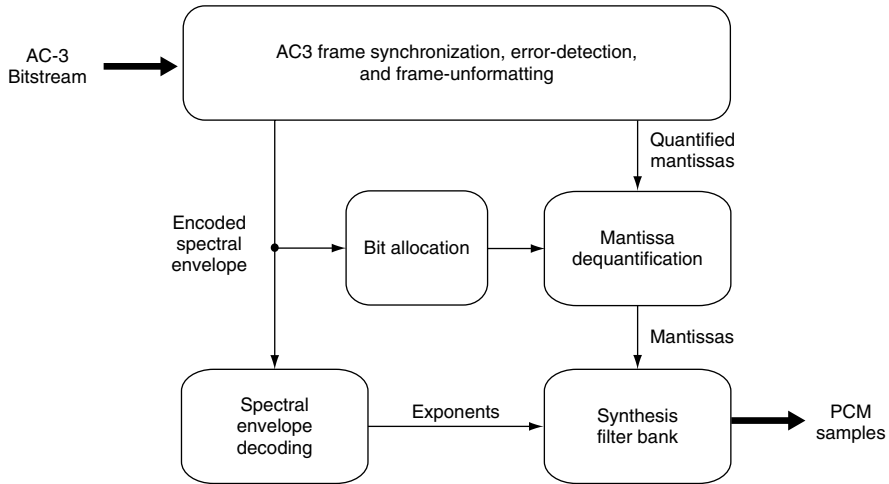 AC-3
Bitstream
AC3 frame synchronization, error-detection,
and frame-unformatting
Quantified
mantissas
Encoded
spectral
envelope
Bit allocation
Mantissa
dequantification
Mantissas
Spectral
envelope
decoding
Exponents
Synthesis
filter bank
PCM
samples